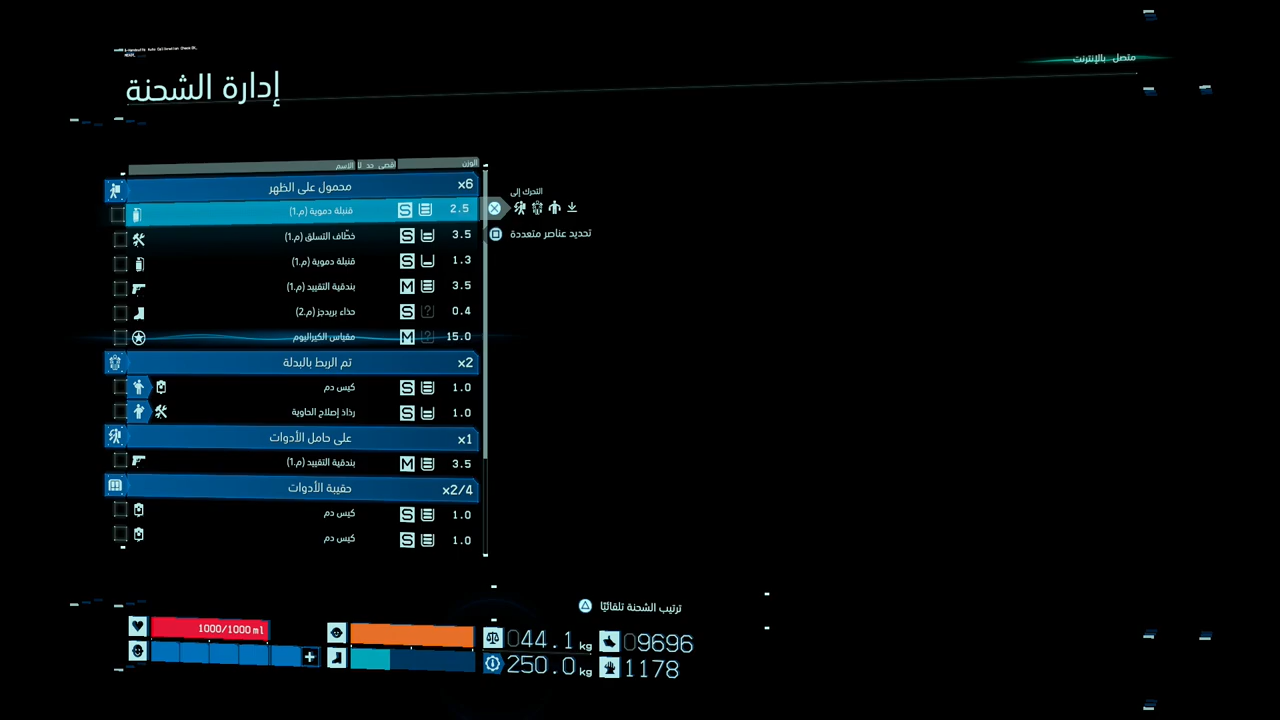 إدارة الشحنة
متصل بالإنترنت
الاسم أقصى حد الوزن
محمول على الظهر x6
قنبلة دموية (م.1) S 2.5
خطّاف التسلق (م.1) S 3.5
قنبلة دموية (م.1) S 1.3
بندقية التقييد (م.1) M 3.5
حذاء بريدجز (م.2) S ? 0.4
مقياس الكيراليوم M ? 15.0
تم الربط بالبدلة x2
كيس دم S 1.0
رذاذ إصلاح الحاوية S 1.0
على حامل الأدوات x1
بندقية التقييد (م.1) M 3.5
حقيبة الأدوات x2/4
كيس دم S 1.0
كيس دم S 1.0
التحرك إلى
تحديد عناصر متعددة
ترتيب الشحنة تلقائيًا
1000/1000 ml
044.1 kg 09696
250.0 kg 1178